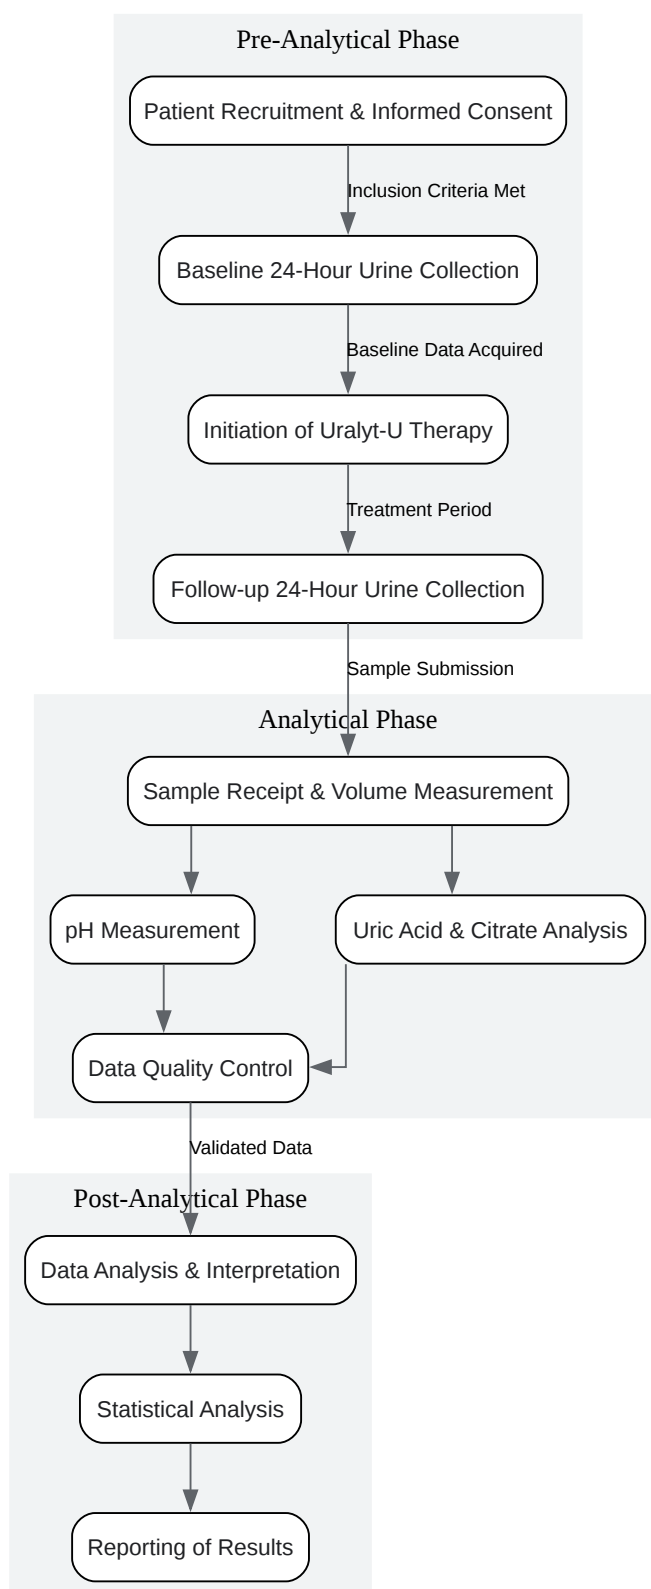 Pre-Analytical Phase
Patient Recruitment & Informed Consent
Inclusion Criteria Met
Baseline 24-Hour Urine Collection
Baseline Data Acquired
Initiation of Uralyt-U Therapy
Treatment Period
Follow-up 24-Hour Urine Collection
Sample Submission
Analytical Phase
Sample Receipt & Volume Measurement
pH Measurement
Uric Acid & Citrate Analysis
Data Quality Control
Validated Data
Post-Analytical Phase
Data Analysis & Interpretation
Statistical Analysis
Reporting of Results